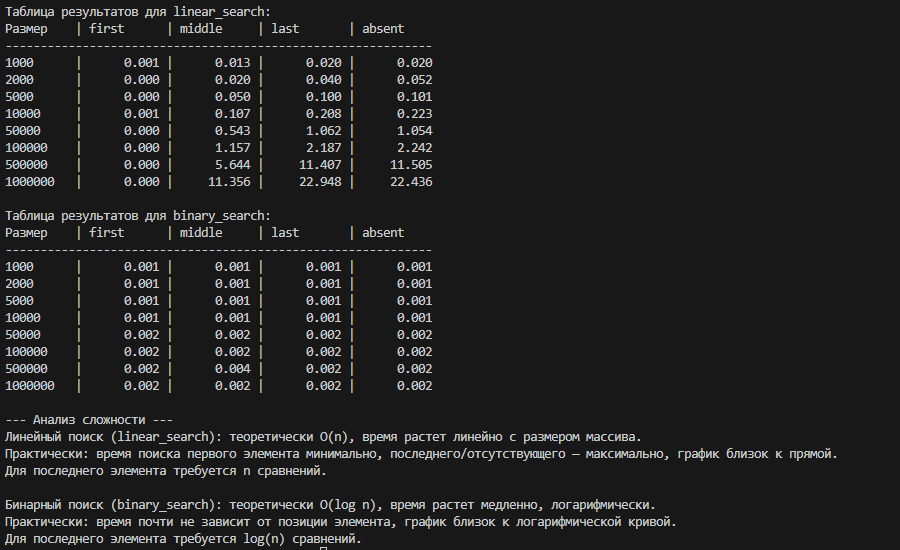 Таблица результатов для linear_search:
Размер    | first      | middle     | last       | absent
-------------------------------------------------------------
1000      |      0.001 |      0.013 |      0.020 |      0.020
2000      |      0.000 |      0.020 |      0.040 |      0.052
5000      |      0.000 |      0.050 |      0.100 |      0.101
10000     |      0.001 |      0.107 |      0.208 |      0.223
50000     |      0.000 |      0.543 |      1.062 |      1.054
100000    |      0.000 |      1.157 |      2.187 |      2.242
500000    |      0.000 |      5.644 |     11.407 |     11.505
1000000   |      0.000 |     11.356 |     22.948 |     22.436
Таблица результатов для binary_search:
Размер    | first      | middle     | last       | absent
-------------------------------------------------------------
1000      |      0.001 |      0.001 |      0.001 |      0.001
2000      |      0.001 |      0.001 |      0.001 |      0.001
5000      |      0.001 |      0.001 |      0.001 |      0.001
10000     |      0.001 |      0.001 |      0.001 |      0.001
50000     |      0.002 |      0.002 |      0.002 |      0.002
100000    |      0.002 |      0.002 |      0.002 |      0.002
500000    |      0.002 |      0.004 |      0.002 |      0.002
1000000   |      0.002 |      0.002 |      0.002 |      0.002
--- Анализ сложности ---
Линейный поиск (linear_search): теоретически O(n), время растет линейно с размером массива.
Практически: время поиска первого элемента минимально, последнего/отсутствующего — максимально, график близок к прямой.
Для последнего элемента требуется n сравнений.
Бинарный поиск (binary_search): теоретически O(log n), время растет медленно, логарифмически.
Практически: время почти не зависит от позиции элемента, график близок к логарифмической кривой.
Для последнего элемента требуется log(n) сравнений.